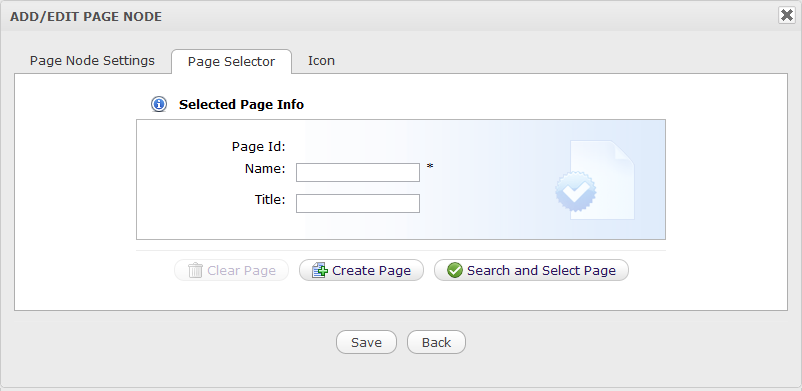 ADD/EDIT PAGE NODE
Page Node Settings Page Selector Icon
Selected Page Info
Page Id:
Name: *
Title:
Clear Page Create Page Search and Select Page
Save Back